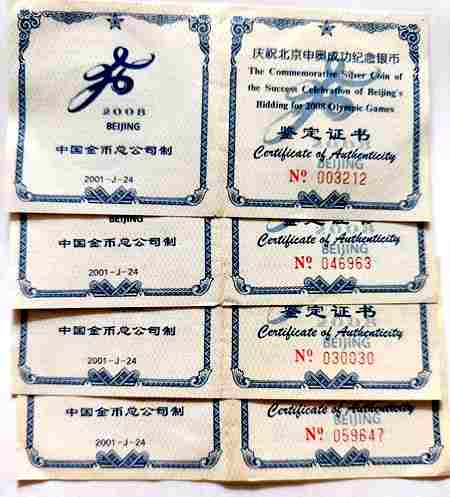 2008
BEIJING
中国金币总公司制
2001-J-24
庆祝北京申奥成功纪念银币
The Commemorative Silver Coin of
the Success Celebration of Beijing's
Bidding for 2008 Olympic Games
鉴定证书
Certificate of Authenticity
Nº 003212
BEIJING
中国金币总公司制
2001-J-24
2008
Certificate of Authenticity
BEIJING
Nº 046963
中国金币总公司制
2001-J-24
鉴定证书
Certificate of Authenticity
BEIJING
Nº 030030
中国金币总公司制
2001-J-24
Certificate of Authenticity
BEIJING
Nº 059647